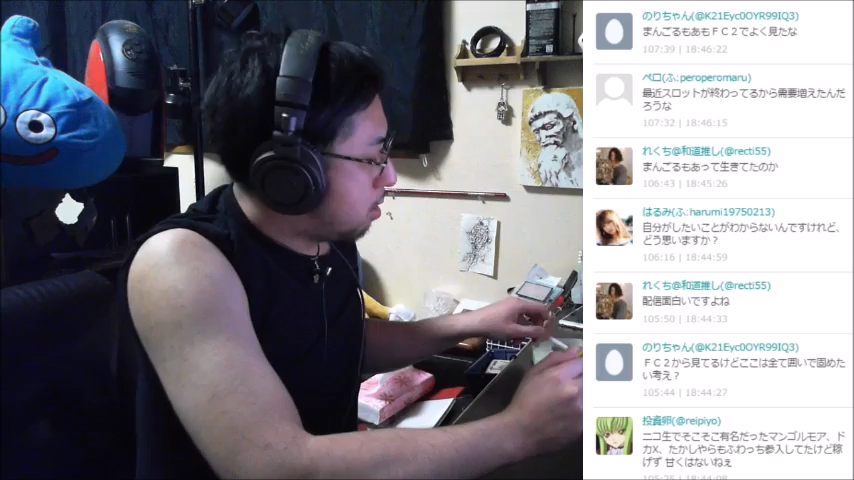 のりちゃん(@K21Eyc0OYR99IQ3)
まんごるもあもＦＣ２でよく見たな
107:39 | 18:46:22
ペロ(ふ:peroperomaru)
最近スロットが終わってるから需要増えたんだ
ろうな
107:32 | 18:46:15
れくち@和道推し(@recti55)
まんごるもあって生きてたのか
106:43 | 18:45:26
はるみ(ふ:harumi19750213)
自分がしたいことがわからないんですけれど、
どう思いますか？
106:16 | 18:44:59
れくち@和道推し(@recti55)
配信面白いですよね
105:50 | 18:44:33
のりちゃん(@K21Eyc0OYR99IQ3)
ＦＣ２から見てるけどここは全て囲いで固めた
い考え？
105:44 | 18:44:27
投資卵(@reipiyo)
ニコ生でそこそこ有名だったマンゴルモア、ド
カX、たかしやらもふわっち参入してたけど稼
げず 甘くはないねぇ